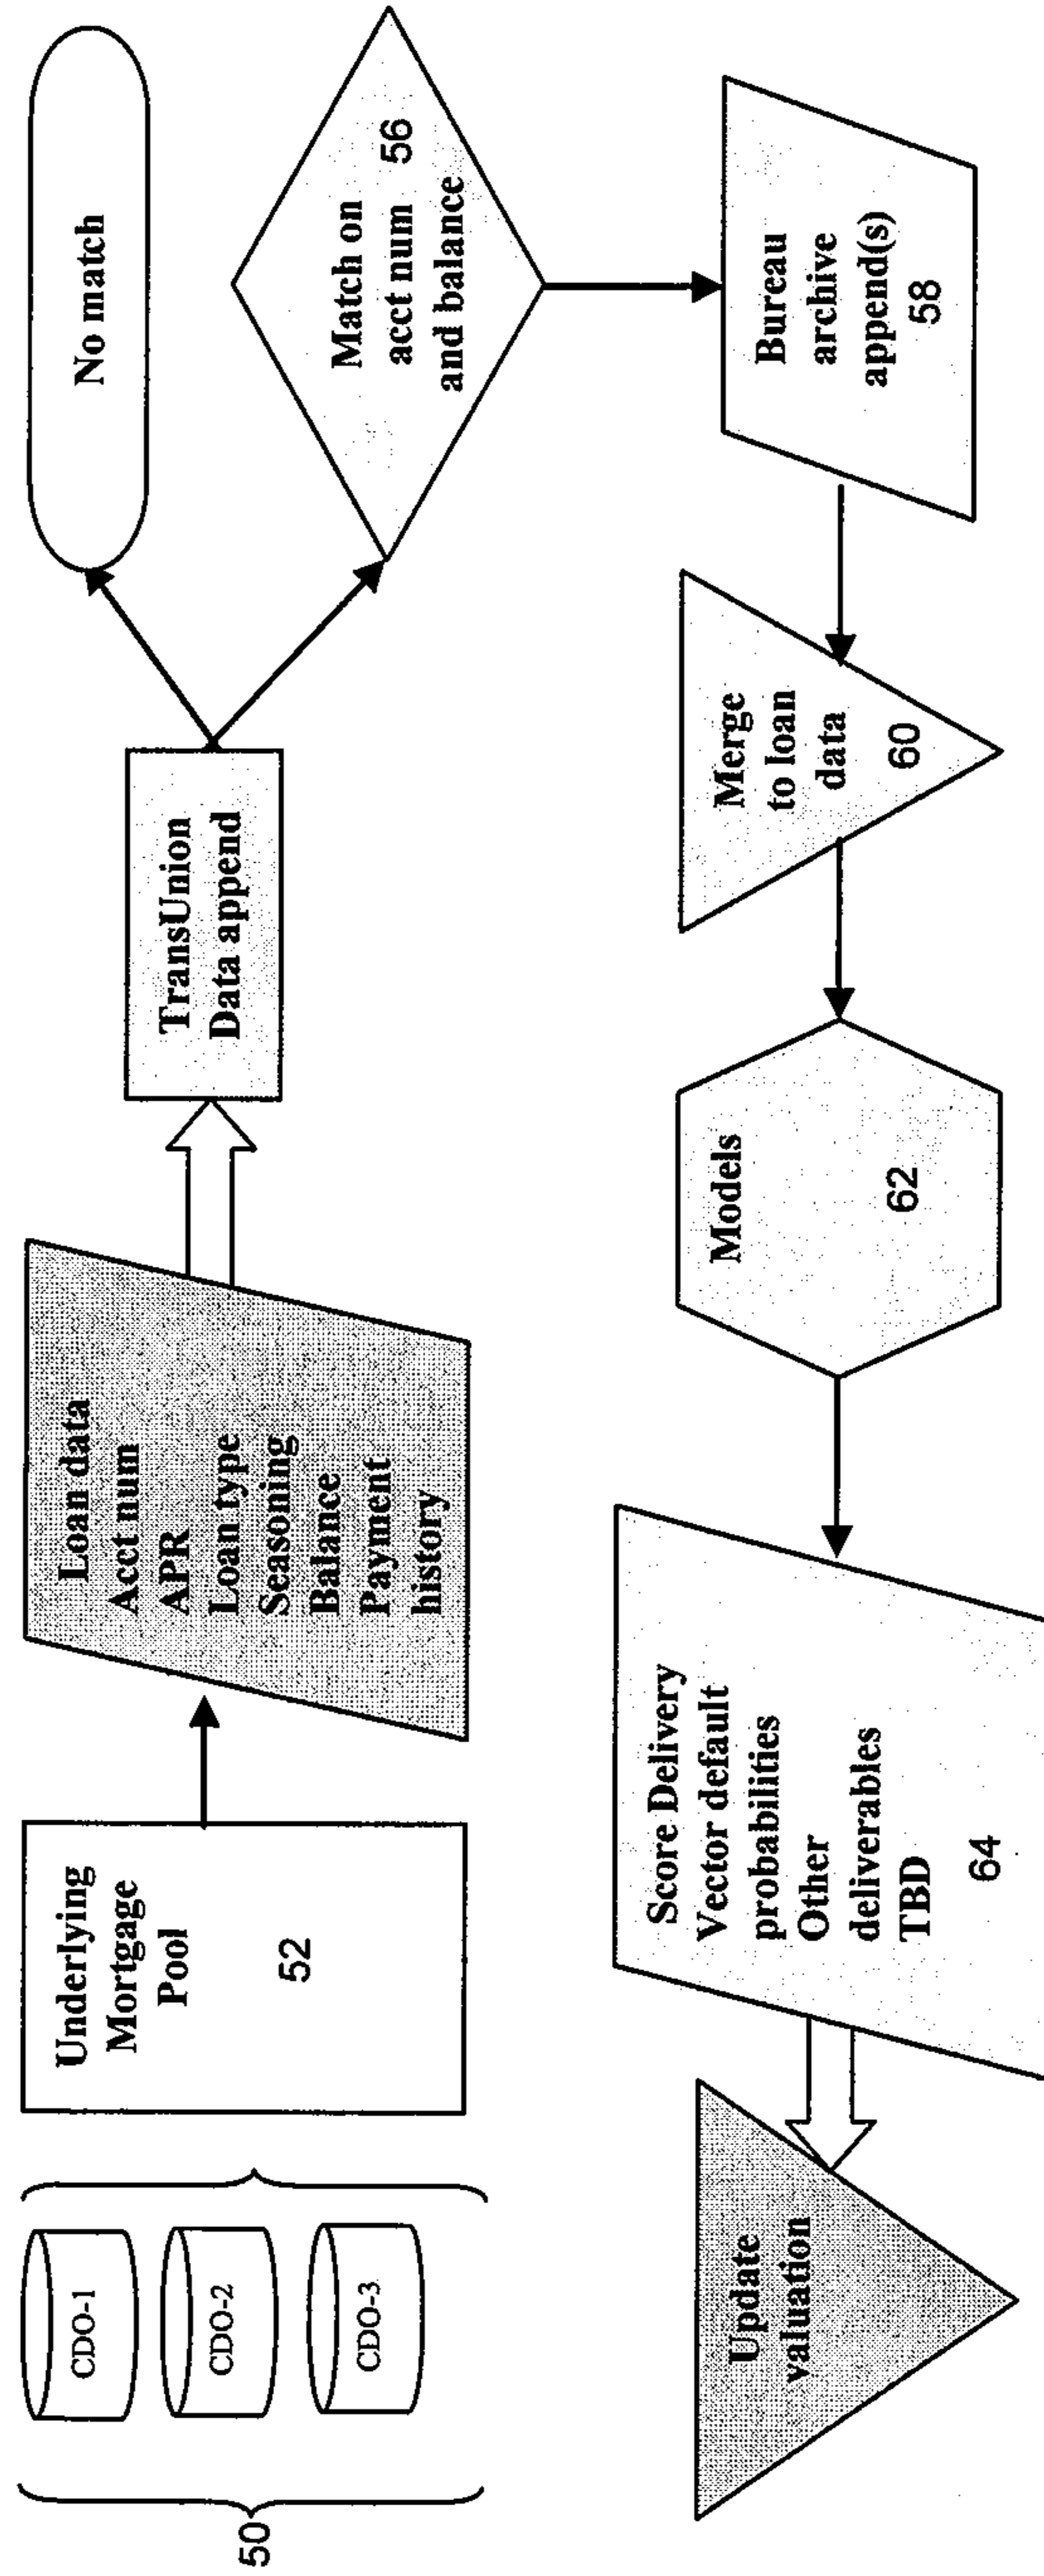 50
CDO-1
CDO-2
CDO-3
Underlying
Mortgage
Pool
52
Loan data
Acct num
APR
Loan type
Seasoning
Balance
Payment
history
TransUnion
Data append
No match
Match on
acct num 56
and balance
Bureau
archive
append(s)
58
Merge
to loan
data
60
Models
62
Score Delivery
Vector default
probabilities
Other
deliverables
TBD
64
Update
valuation